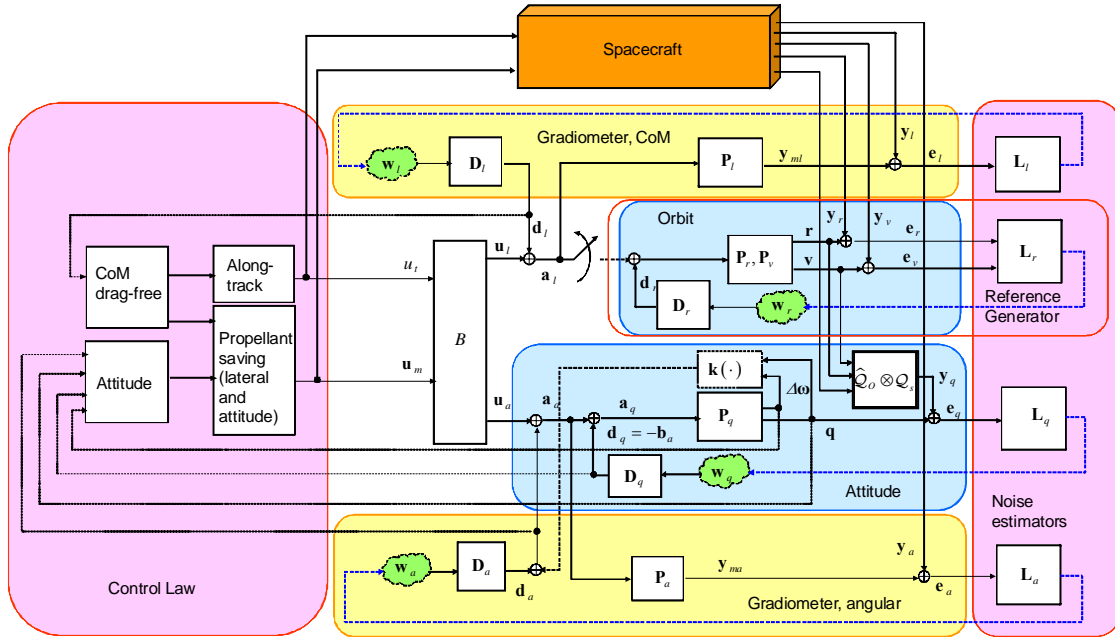 Spacecraft
Gradiometer, CoM
w_l
D_l
d_l
P_l
y_ml
y_l
e_l
L_l
Orbit
r
v
y_r
y_v
e_r
e_v
P_r, P_v
L_r
d_r
D_r
w_r
Reference
Generator
CoM
drag-free
Along-
track
u_t
Propellant
saving
(lateral
and
attitude)
u_m
Attitude
B
u_l
a_l
u_a
a_a
k(·)
Δω
Q̂_O ⊗ Q_s
y_q
a_q
P_q
q
e_q
L_q
d_q = −b_a
D_q
w_q
Attitude
Noise
estimators
Control Law
w_a
D_a
d_a
P_a
y_ma
y_a
e_a
L_a
Gradiometer, angular